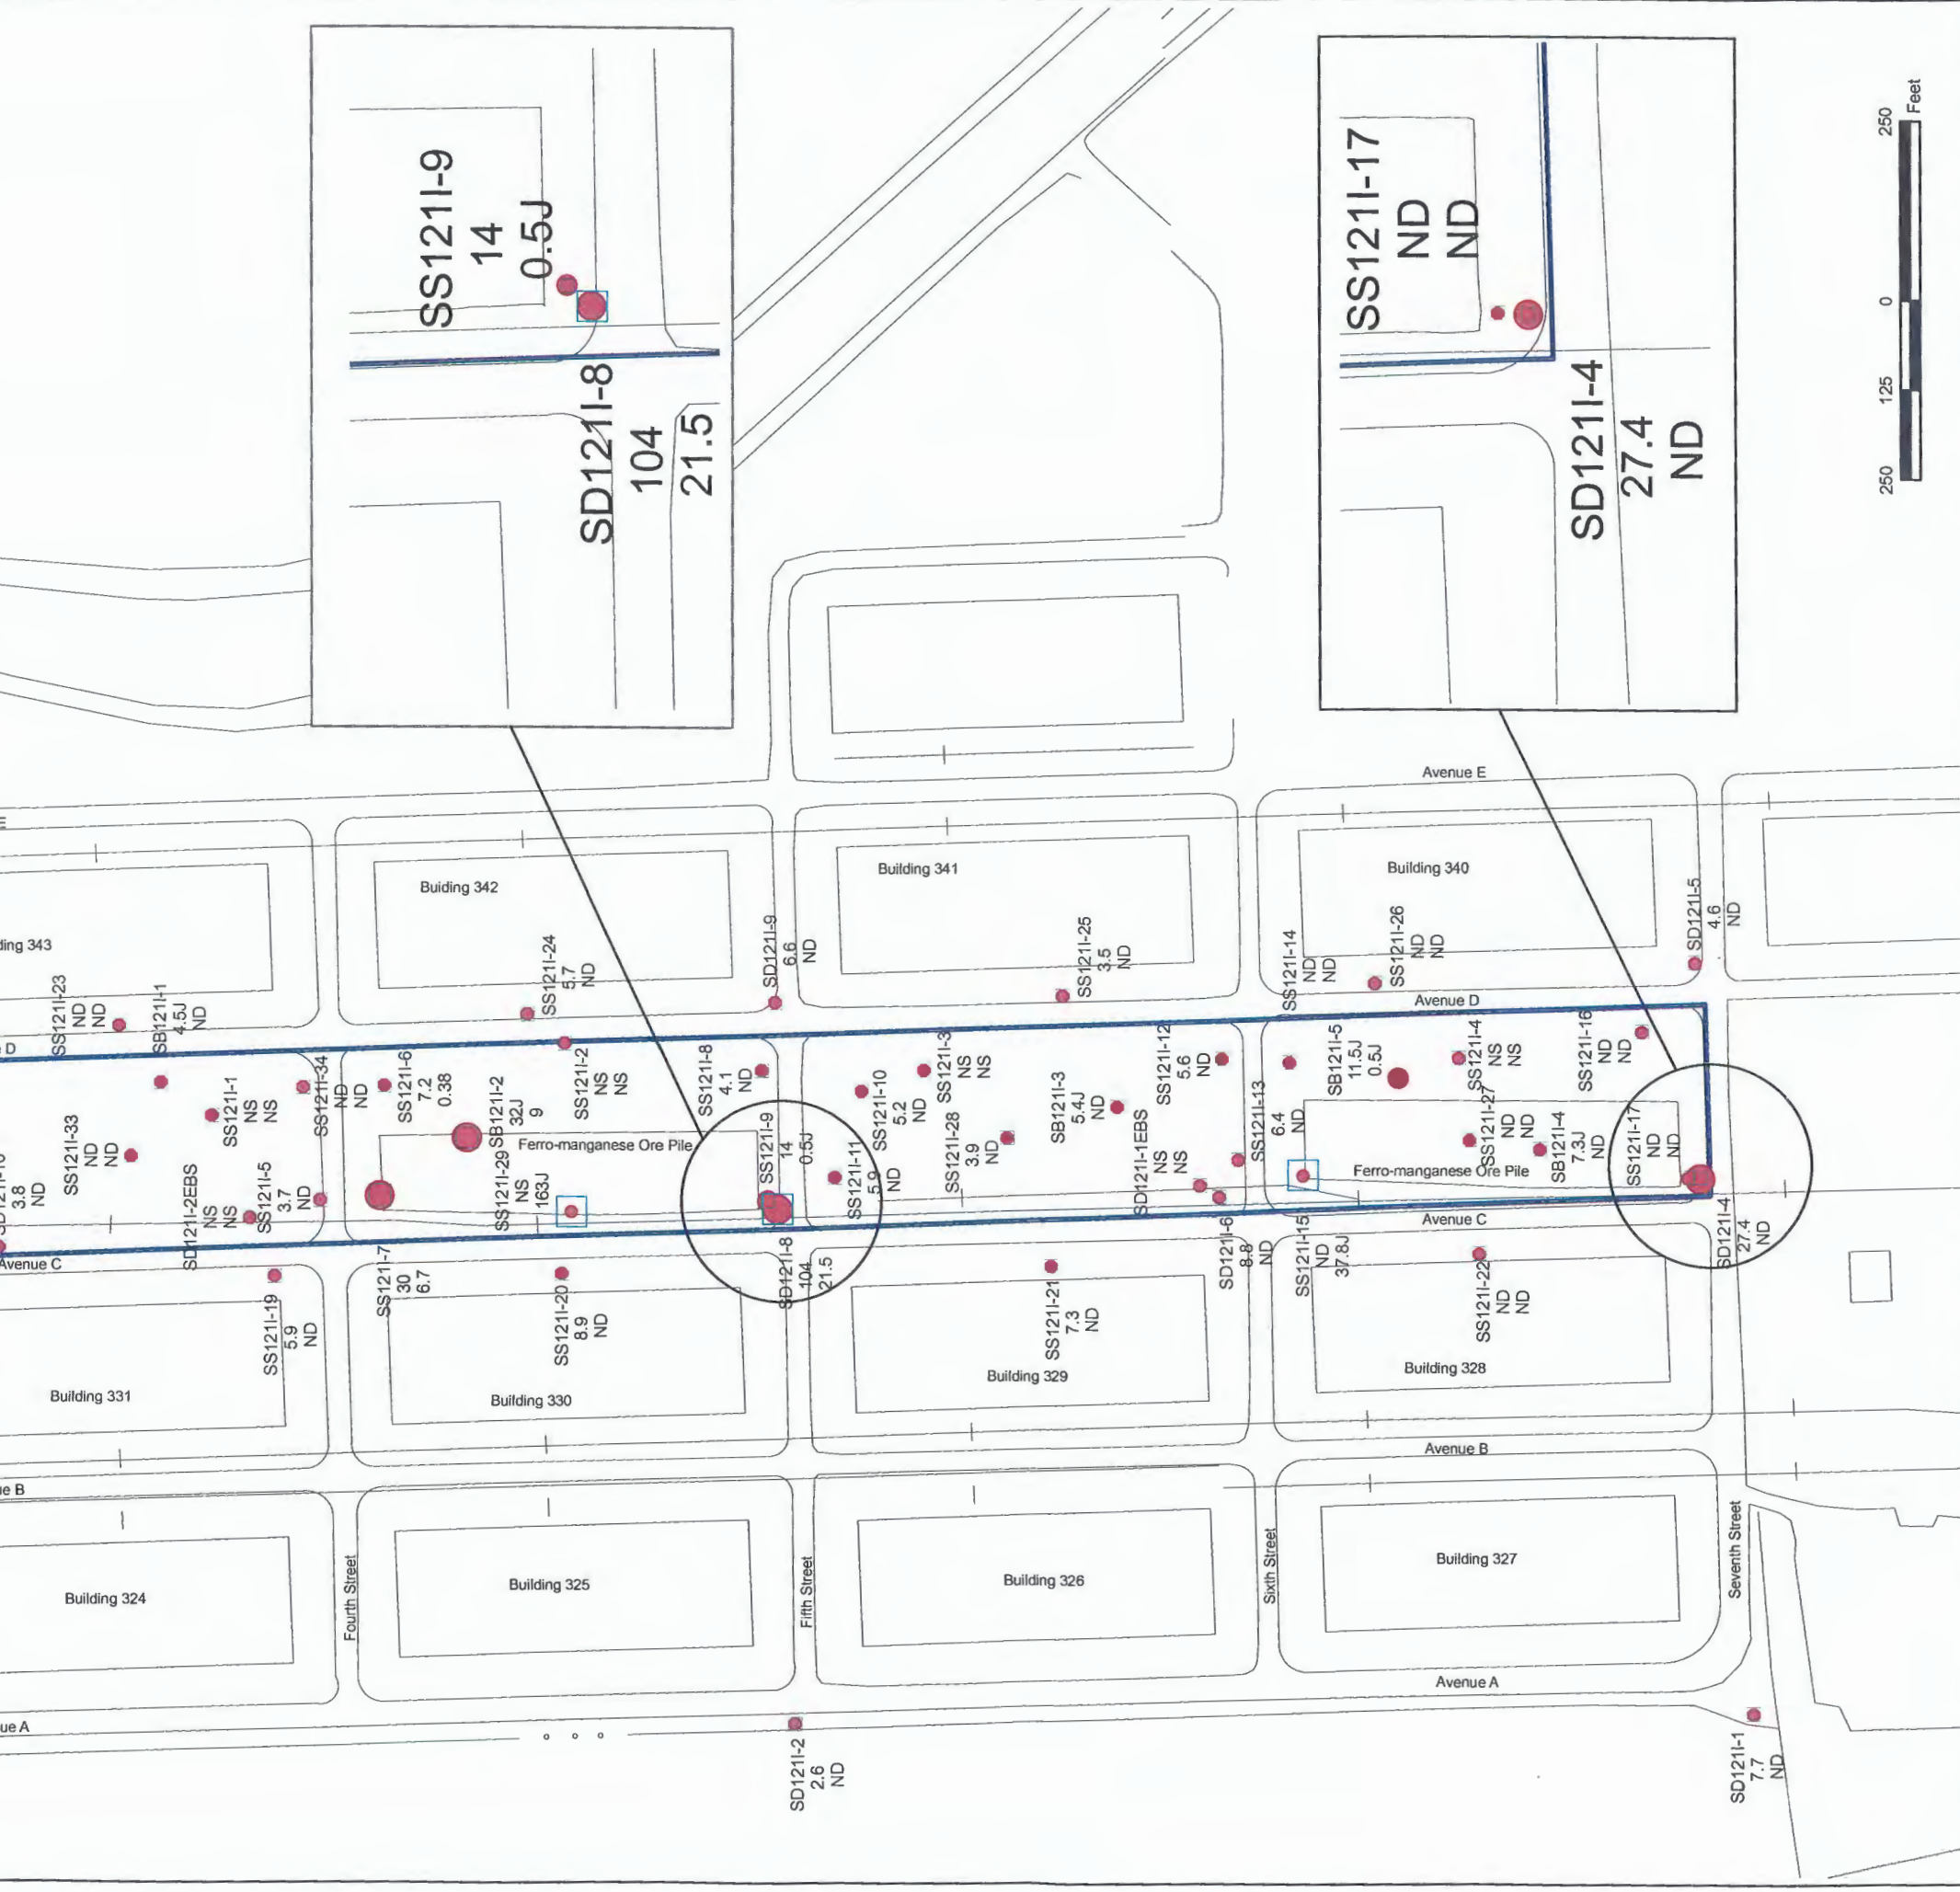 SS121I-9
14
0.5J
SD121I-8
104
21.5
SS121I-17
ND
ND
SD121I-4
27.4
ND
250
125
0
250
Feet
Avenue E
Buiding 342
Building 341
Building 340
ding 343
SS121I-23
ND
ND
SB121I-1
4.5J
ND
SS121I-24
5.7
ND
SD121I-9
6.6
ND
SS121I-25
3.5
ND
SS121I-14
ND
ND
SS121I-26
ND
ND
SD121I-5
4.6
ND
D
Avenue D
3.8
ND
SS121I-33
ND
ND
SS121I-1
NS
NS
SD121I-2EBS
NS
NS
SS121I-5
3.7
ND
SS121I-34
ND
ND
SS121I-6
7.2
0.38
SB121I-2
32J
9
SS121I-29
NS
163J
SS121I-2
NS
NS
Ferro-manganese Ore Pile
SS121I-8
4.1
ND
SS121I-9
14
0.5J
SS121I-11
5.9
ND
SS121I-10
5.2
ND
SS121I-3
NS
NS
SS121I-28
3.9
ND
SB121I-3
5.4J
ND
SD121I-1EBS
NS
NS
SS121I-12
5.6
ND
SS121I-13
6.4
ND
SB121I-5
11.5J
0.5J
SS121I-4
NS
NS
SS121I-27
ND
ND
SB121I-4
7.3J
ND
SS121I-16
ND
ND
SS121I-17
ND
ND
Ferro-manganese Ore Pile
Avenue C
Avenue C
SS121I-19
5.9
ND
SS121I-7
30
6.7
SS121I-20
8.9
ND
SD121I-8
104
21.5
SS121I-21
7.3
ND
SD121I-6
8.8
ND
SS121I-15
ND
37.8J
SS121I-22
ND
ND
SD121I-4
27.4
ND
Building 331
Building 330
Building 329
Building 328
Avenue B
ue B
Building 324
Fourth Street
Building 325
Fifth Street
Building 326
Sixth Street
Building 327
Seventh Street
Avenue A
ue A
SD121I-2
2.6
ND
SD121I-1
7.7
ND